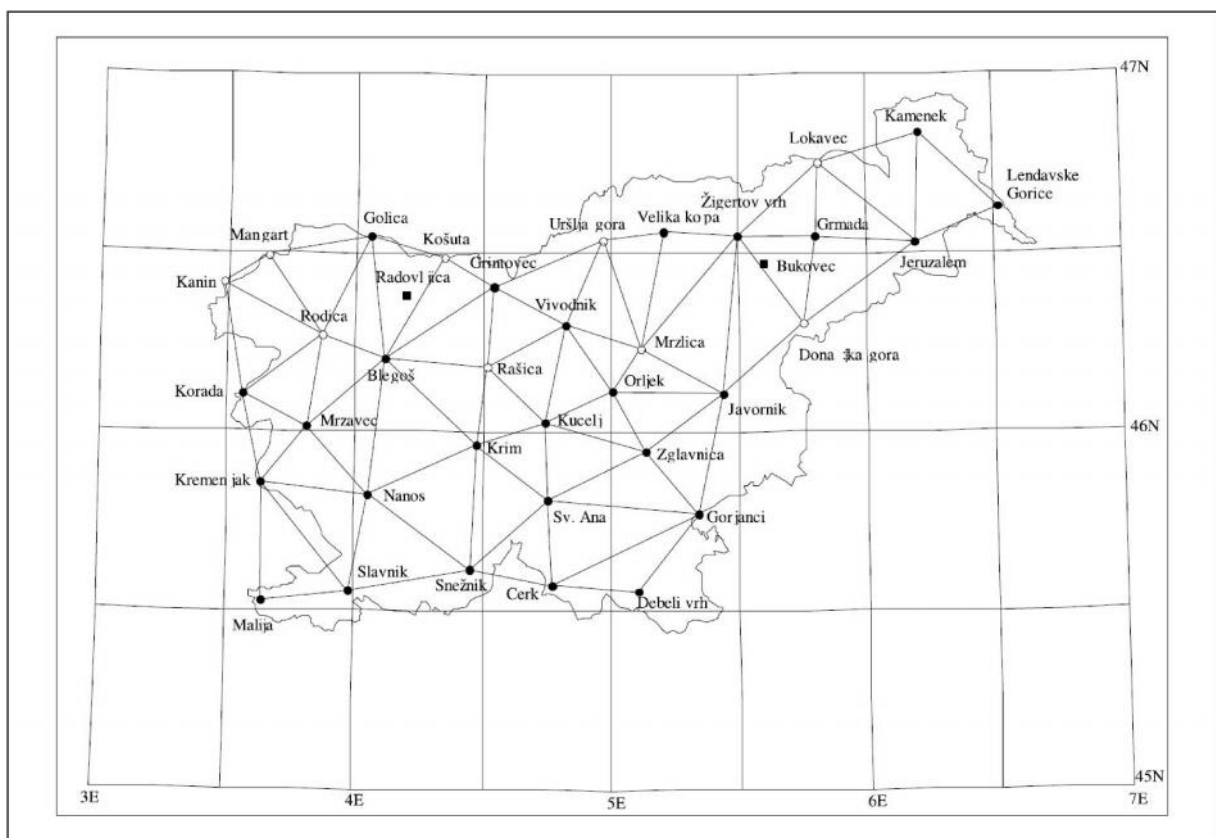 47N
Kamenek
Lokavec
Lendavske
Gorice
Žigertov vrh
Velika kopa
Uršlja gora
Grmada
Golica
Košuta
Mangart
Grintovec
Bukovec
Jeruzalem
Radovljica
Kanin
Vivodnik
Rodica
Mrzlica
Donačka gora
Rašica
Blegoš
Orljek
Korada
Javornik
Mrzavec
Kucelj
46N
Krim
Zglavnica
Kremenjak
Nanos
Sv. Ana
Gorjanci
Slavnik
Snežnik
Cerk
Debeli vrh
Malija
45N
3E
4E
5E
6E
7E